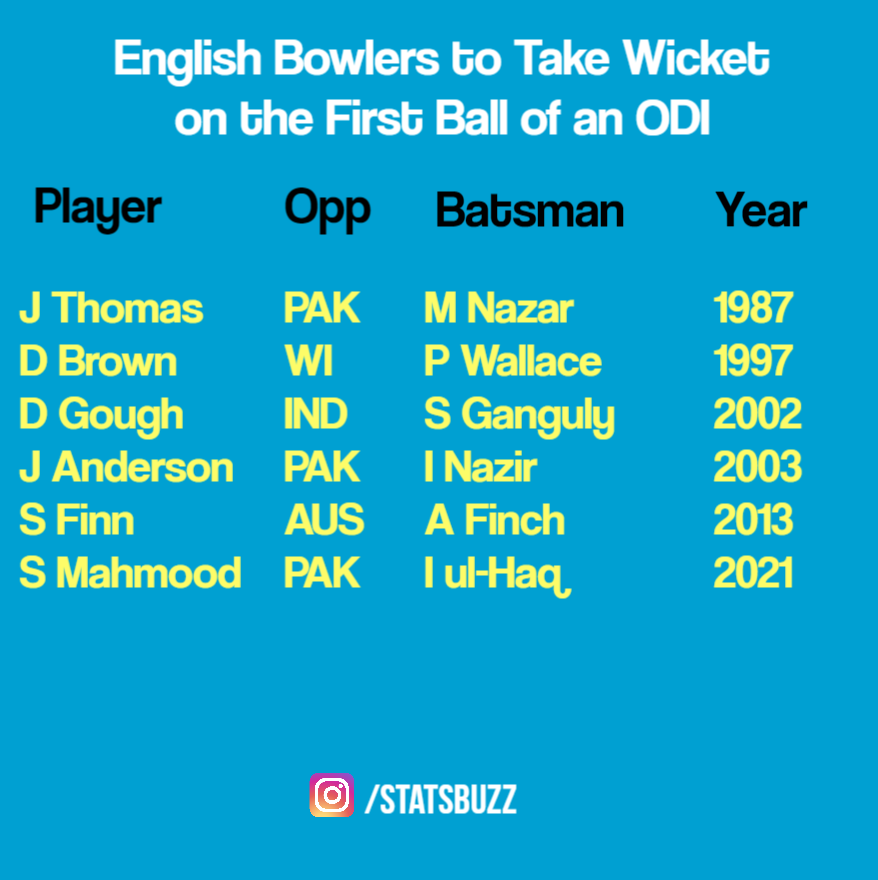 English Bowlers to Take Wicket
on the First Ball of an ODI
Player Opp Batsman Year
J Thomas PAK M Nazar 1987
D Brown WI P Wallace 1997
D Gough IND S Ganguly 2002
J Anderson PAK I Nazir 2003
S Finn AUS A Finch 2013
S Mahmood PAK I ul-Haq 2021
/STATSBUZZ